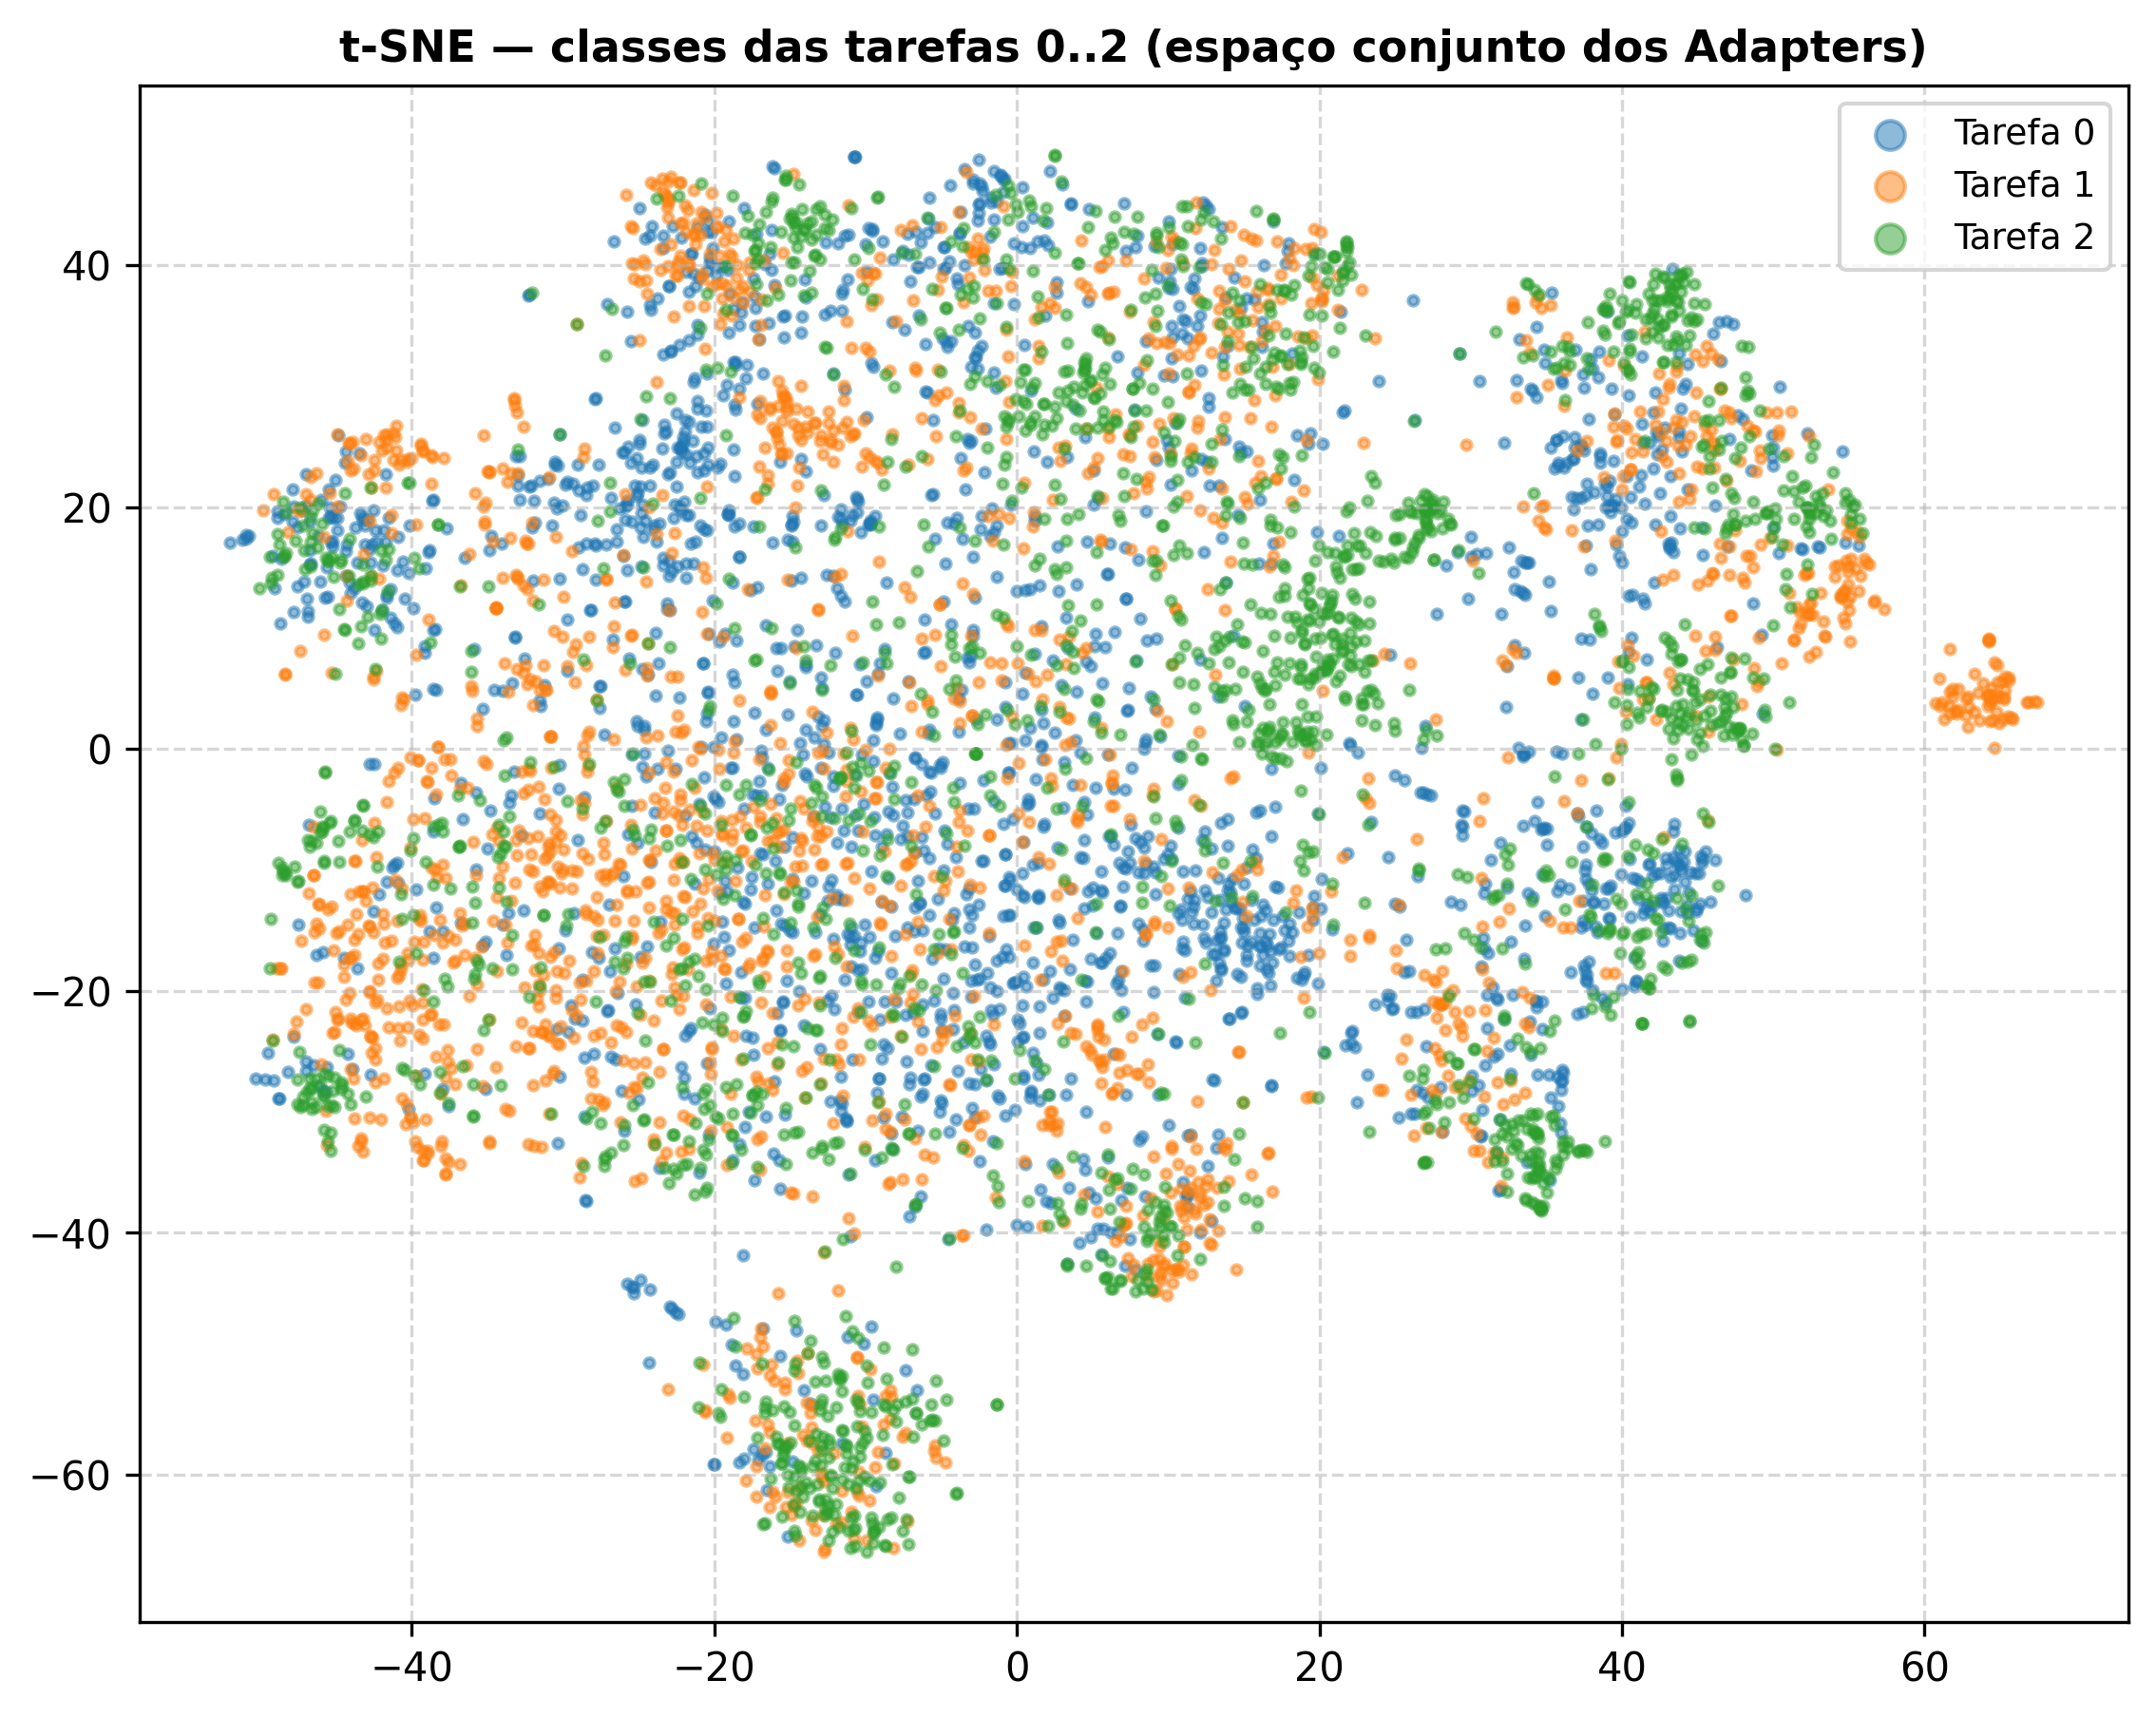 t-SNE — classes das tarefas 0..2 (espaço conjunto dos Adapters)
Tarefa 0
Tarefa 1
Tarefa 2
40
20
0
−20
−40
−60
−40 −20 0 20 40 60